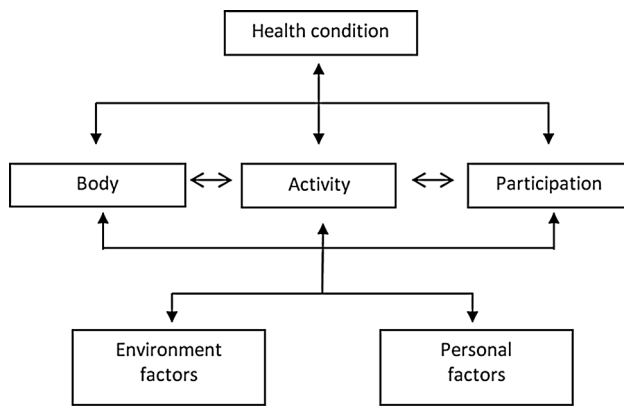 Health condition
Body
Activity
Participation
Environment
factors
Personal
factors